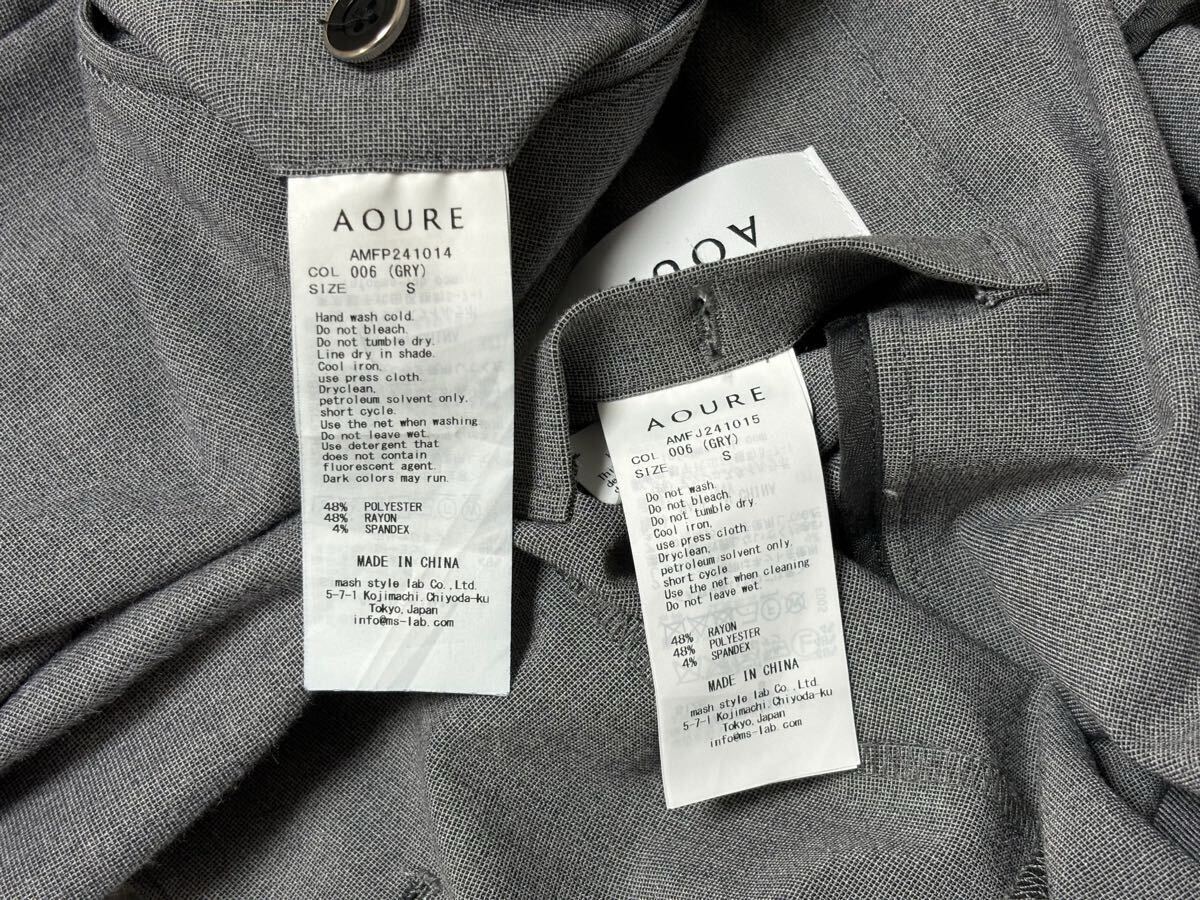 AOURE
AMFP241014
COL 006 (GRY)
SIZE S
Hand wash cold.
Do not bleach.
Do not tumble dry.
Line dry in shade.
Cool iron,
use press cloth.
Dryclean,
petroleum solvent only.
short cycle.
Use the net when washing
Do not leave wet.
Use detergent that
does not contain
fluorescent agent.
Dark colors may run.
48% POLYESTER
48% RAYON
4% SPANDEX
MADE IN CHINA
mash style lab Co.,Ltd.
5-7-1 Kojimachi,Chiyoda-ku
Tokyo,Japan
info@ms-lab.com
AOUR
AOURE
AMFJ241015
COL 006 (GRY)
SIZE S
Do not wash.
Do not bleach.
Do not tumble dry.
Cool iron,
use press cloth.
Dryclean,
petroleum solvent only.
short cycle
Use the net when cleaning
Do not leave wet.
48% RAYON
48% POLYESTER
4% SPANDEX
MADE IN CHINA
mash style lab Co.,Ltd.
5-7-1 Kojimachi,Chiyoda-ku
Tokyo,Japan
info@ms-lab.com